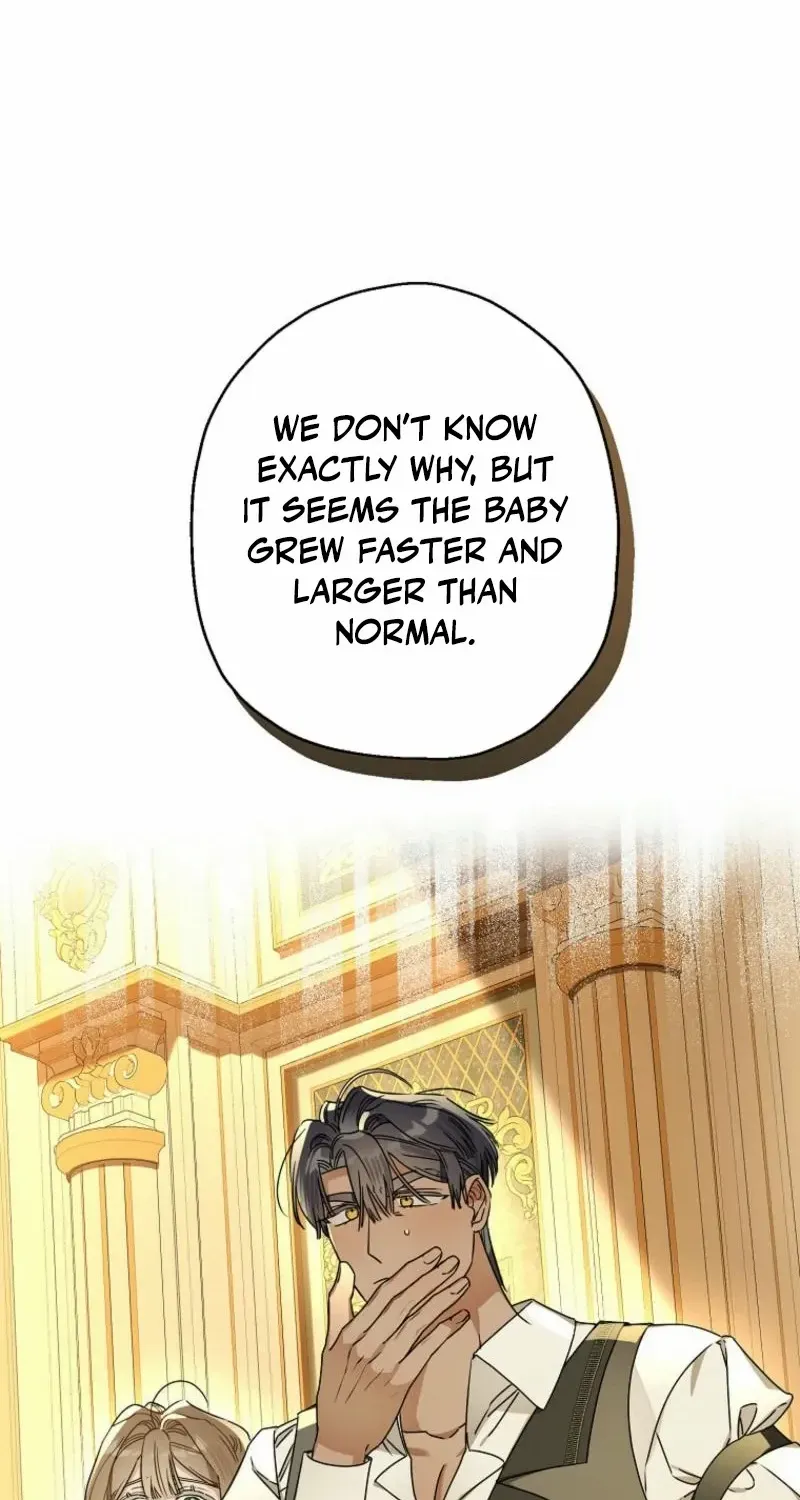 WE DON'T KNOW
EXACTLY WHY, BUT
IT SEEMS THE BABY
GREW FASTER AND
LARGER THAN
NORMAL.